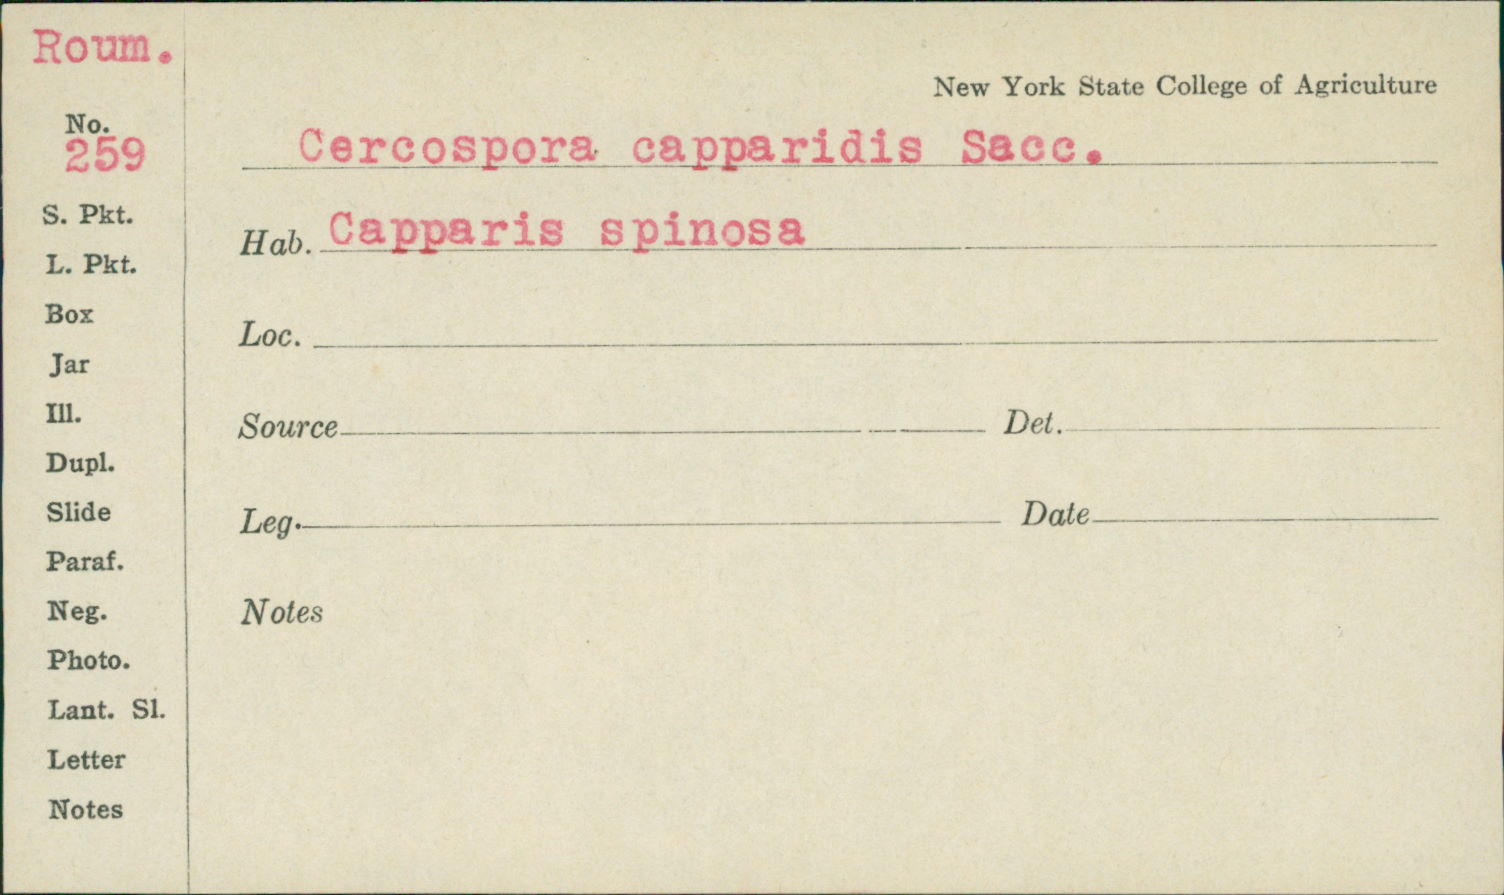 Roum.
New York State College of Agriculture
No.
259
Cercospora capparidis Sacc.
S. Pkt.
Hab. Capparis spinosa
L. Pkt.
Box
Loc.
Jar
Ill.
Source Det.
Dupl.
Slide
Leg. Date
Paraf.
Neg.
Notes
Photo.
Lant. Sl.
Letter
Notes